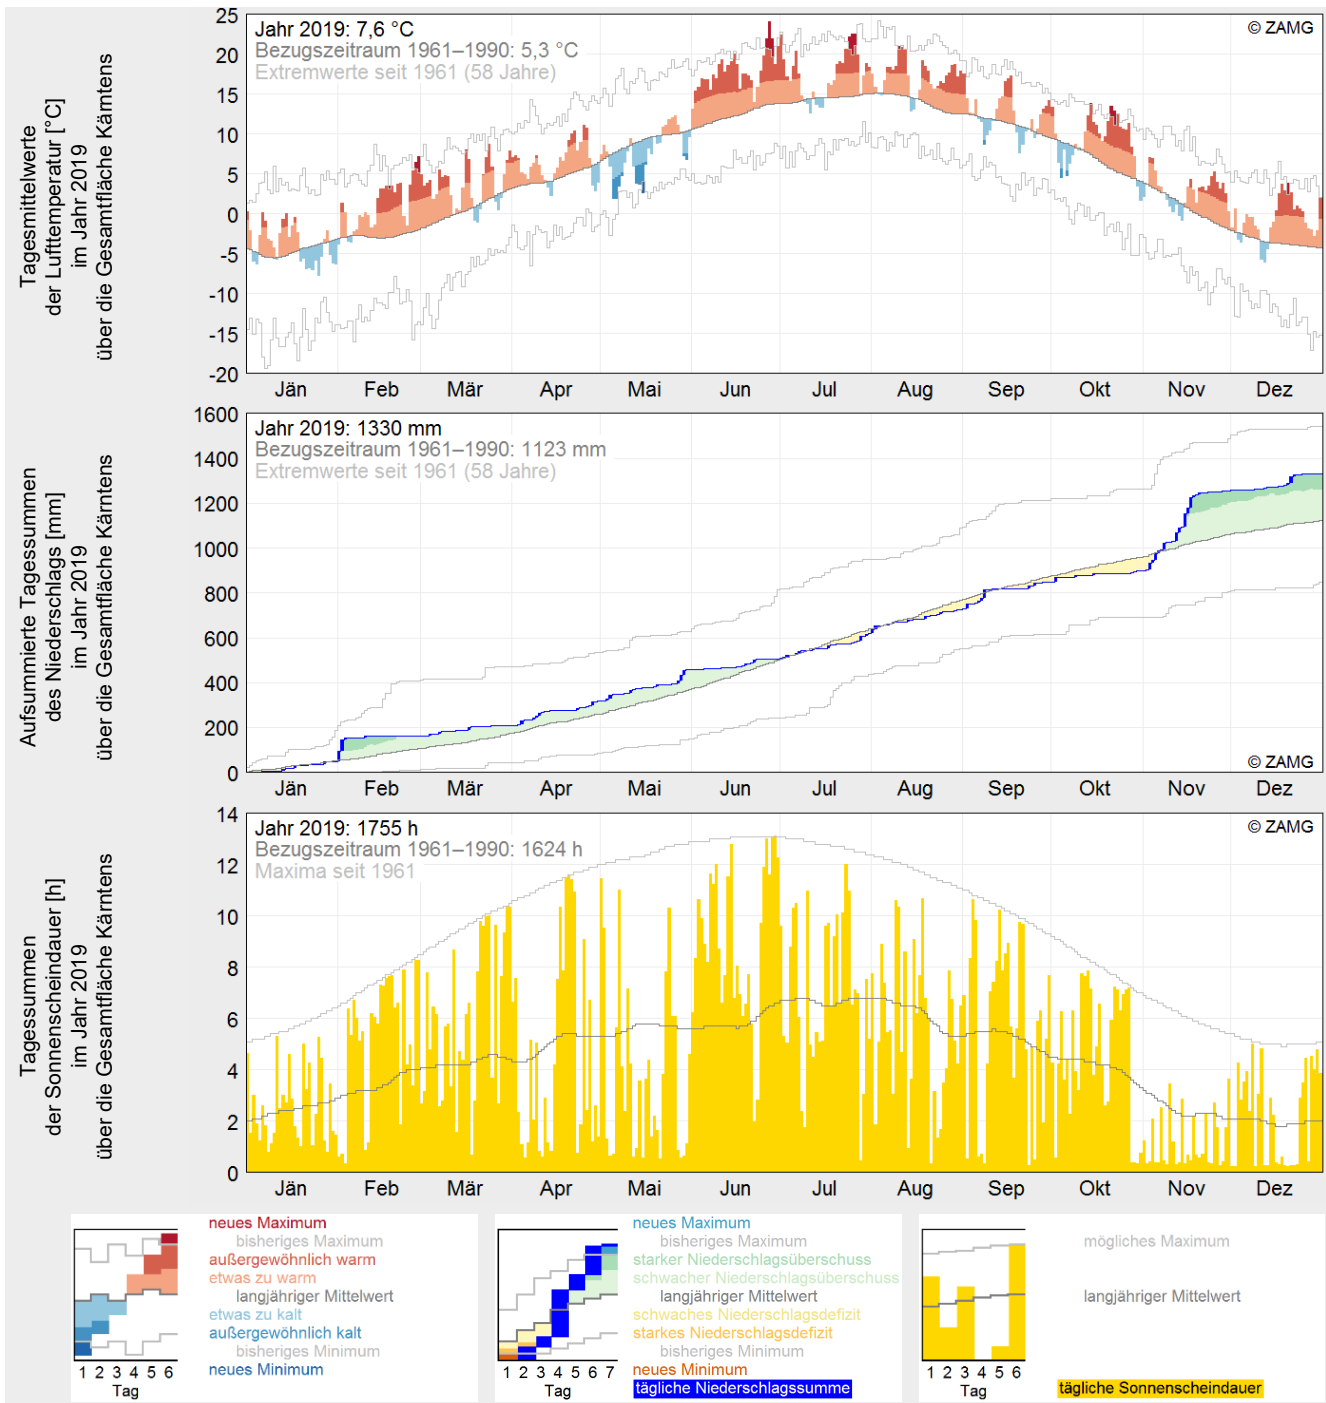 Tagesmittelwerte
der Lufttemperatur [°C]
im Jahr 2019
über die Gesamtfläche Kärntens
25
20
15
10
5
0
-5
-10
-15
-20
Jahr 2019: 7,6 °C
Bezugszeitraum 1961–1990: 5,3 °C
Extremwerte seit 1961 (58 Jahre)
© ZAMG
Jän Feb Mär Apr Mai Jun Jul Aug Sep Okt Nov Dez
Aufsummierte Tagessummen
des Niederschlags [mm]
im Jahr 2019
über die Gesamtfläche Kärntens
1600
1400
1200
1000
800
600
400
200
0
Jahr 2019: 1330 mm
Bezugszeitraum 1961–1990: 1123 mm
Extremwerte seit 1961 (58 Jahre)
© ZAMG
Jän Feb Mär Apr Mai Jun Jul Aug Sep Okt Nov Dez
Tagessummen
der Sonnenscheindauer [h]
im Jahr 2019
über die Gesamtfläche Kärntens
14
12
10
8
6
4
2
0
Jahr 2019: 1755 h
Bezugszeitraum 1961–1990: 1624 h
Maxima seit 1961
© ZAMG
Jän Feb Mär Apr Mai Jun Jul Aug Sep Okt Nov Dez
neues Maximum
bisheriges Maximum
außergewöhnlich warm
etwas zu warm
langjähriger Mittelwert
etwas zu kalt
außergewöhnlich kalt
bisheriges Minimum
neues Minimum
1 2 3 4 5 6
Tag
neues Maximum
bisheriges Maximum
starker Niederschlagsüberschuss
schwacher Niederschlagsüberschuss
langjähriger Mittelwert
schwaches Niederschlagsdefizit
starkes Niederschlagsdefizit
bisheriges Minimum
neues Minimum
tägliche Niederschlagssumme
1 2 3 4 5 6 7
Tag
mögliches Maximum
langjähriger Mittelwert
tägliche Sonnenscheindauer
1 2 3 4 5 6
Tag